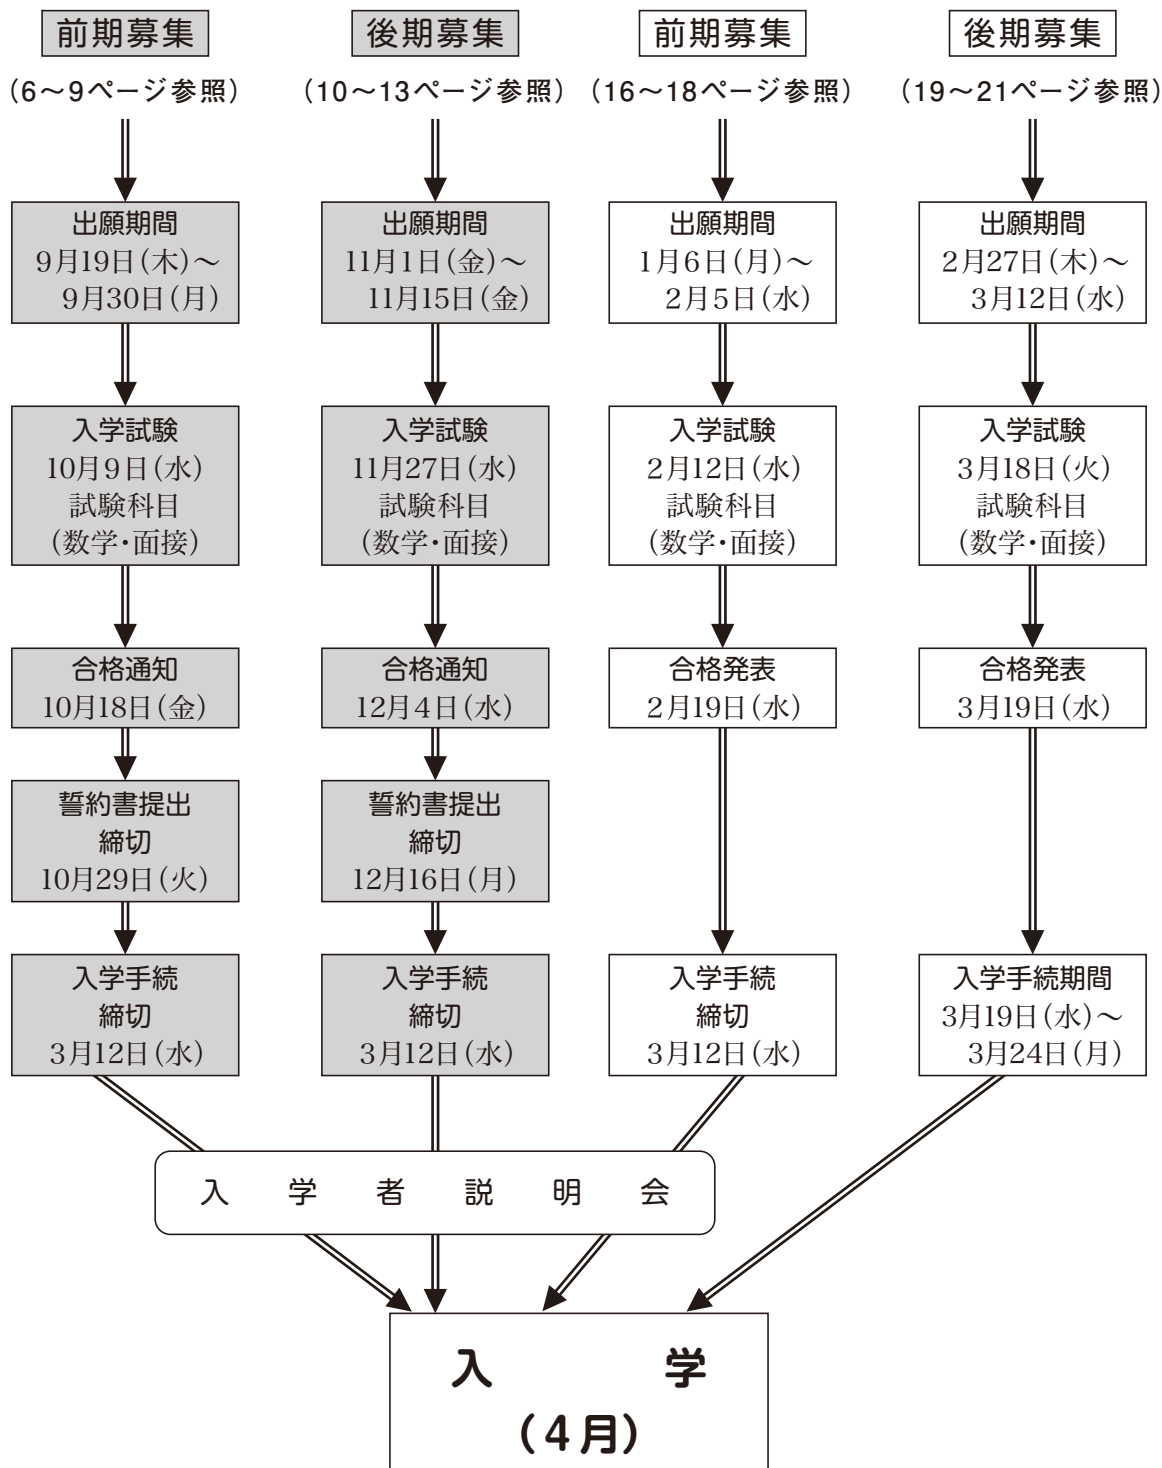 前期募集
(6〜9ページ参照)
出願期間
9月19日(木)〜
9月30日(月)
入学試験
10月9日(水)
試験科目
(数学・面接)
合格通知
10月18日(金)
誓約書提出
締切
10月29日(火)
入学手続
締切
3月12日(水)
後期募集
(10〜13ページ参照)
出願期間
11月1日(金)〜
11月15日(金)
入学試験
11月27日(水)
試験科目
(数学・面接)
合格通知
12月4日(水)
誓約書提出
締切
12月16日(月)
入学手続
締切
3月12日(水)
前期募集
(16〜18ページ参照)
出願期間
1月6日(月)〜
2月5日(水)
入学試験
2月12日(水)
試験科目
(数学・面接)
合格発表
2月19日(水)
入学手続
締切
3月12日(水)
後期募集
(19〜21ページ参照)
出願期間
2月27日(木)〜
3月12日(水)
入学試験
3月18日(火)
試験科目
(数学・面接)
合格発表
3月19日(水)
入学手続期間
3月19日(水)〜
3月24日(月)
入学者説明会
入学
(4月)